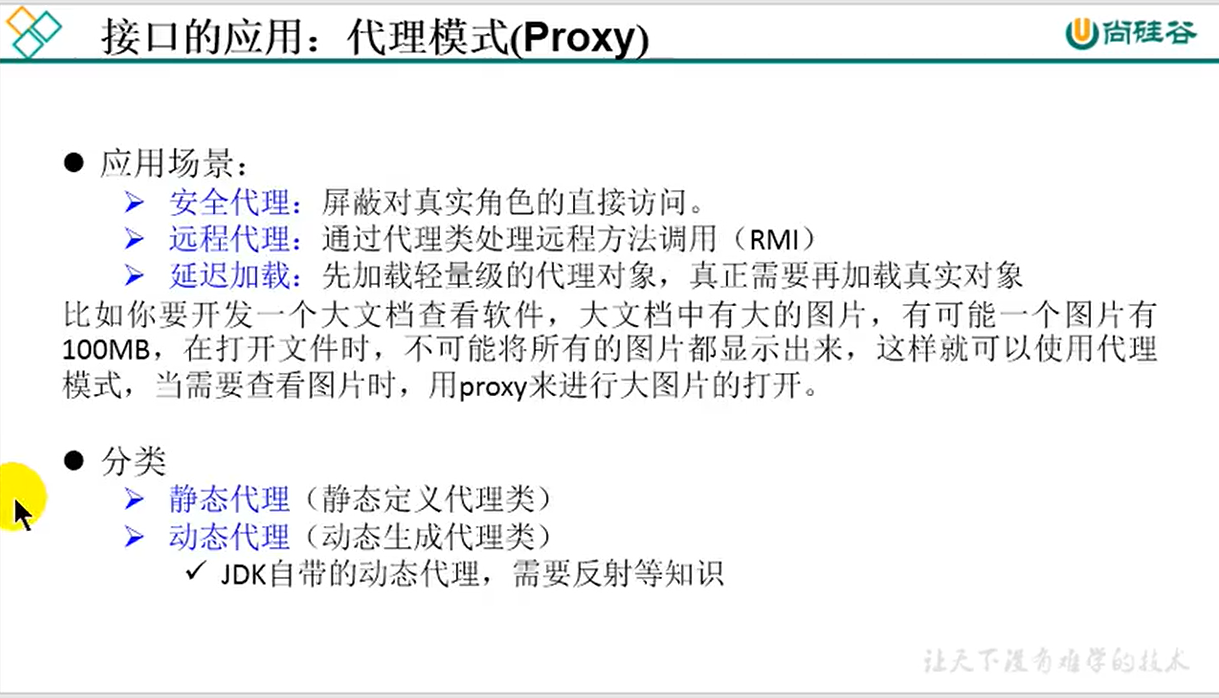 接口的应用：代理模式(Proxy)
尚硅谷
应用场景：
安全代理：屏蔽对真实角色的直接访问。
远程代理：通过代理类处理远程方法调用（RMI）
延迟加载：先加载轻量级的代理对象，真正需要再加载真实对象
比如你要开发一个大文档查看软件，大文档中有大的图片，有可能一个图片有
100MB，在打开文件时，不可能将所有的图片都显示出来，这样就可以使用代理
模式，当需要查看图片时，用proxy来进行大图片的打开。
分类
静态代理（静态定义代理类）
动态代理（动态生成代理类）
JDK自带的动态代理，需要反射等知识
让天下没有难学的技术